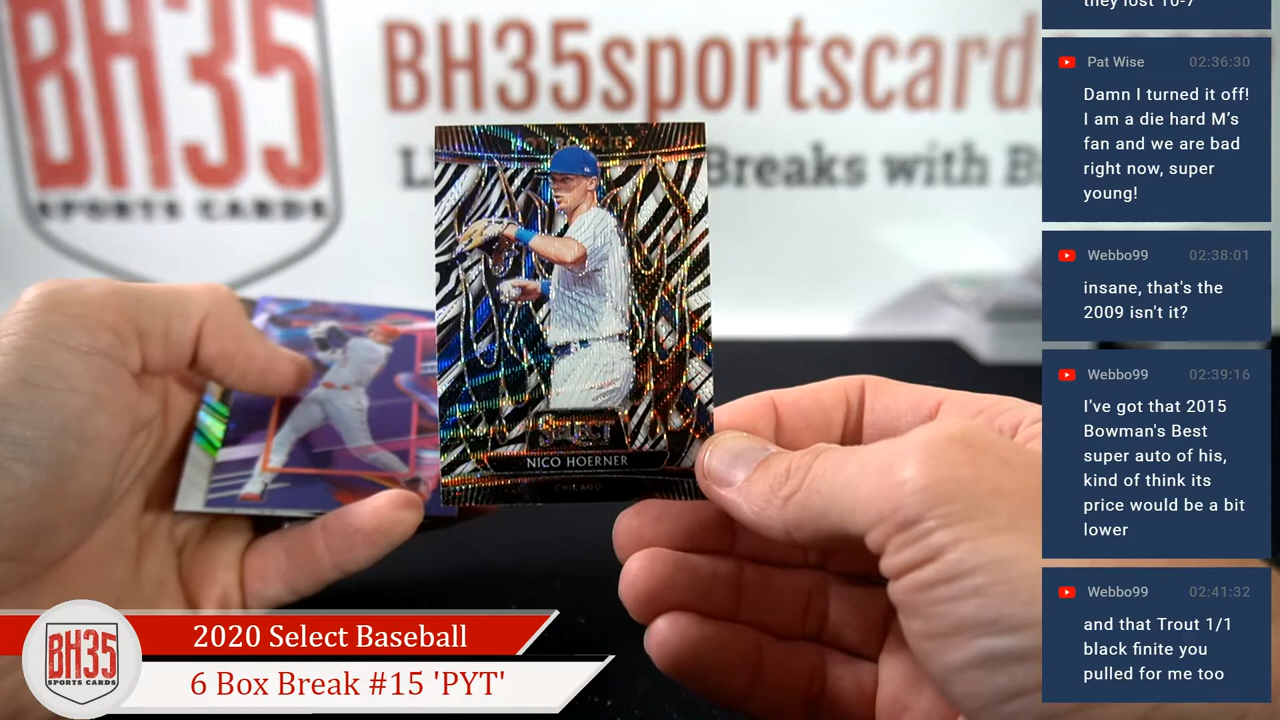 BH35
SPORTS CARDS
BH35sportscards
Breaks with B
ROOKIES
SELECT
NICO HOERNER
CHICAGO
they lost 10-7
Pat Wise 02:36:30
Damn I turned it off!
I am a die hard M's
fan and we are bad
right now, super
young!
Webbo99 02:38:01
insane, that's the
2009 isn't it?
Webbo99 02:39:16
I've got that 2015
Bowman's Best
super auto of his,
kind of think its
price would be a bit
lower
Webbo99 02:41:32
and that Trout 1/1
black finite you
pulled for me too
BH35
SPORTS CARDS
2020 Select Baseball
6 Box Break #15 'PYT'